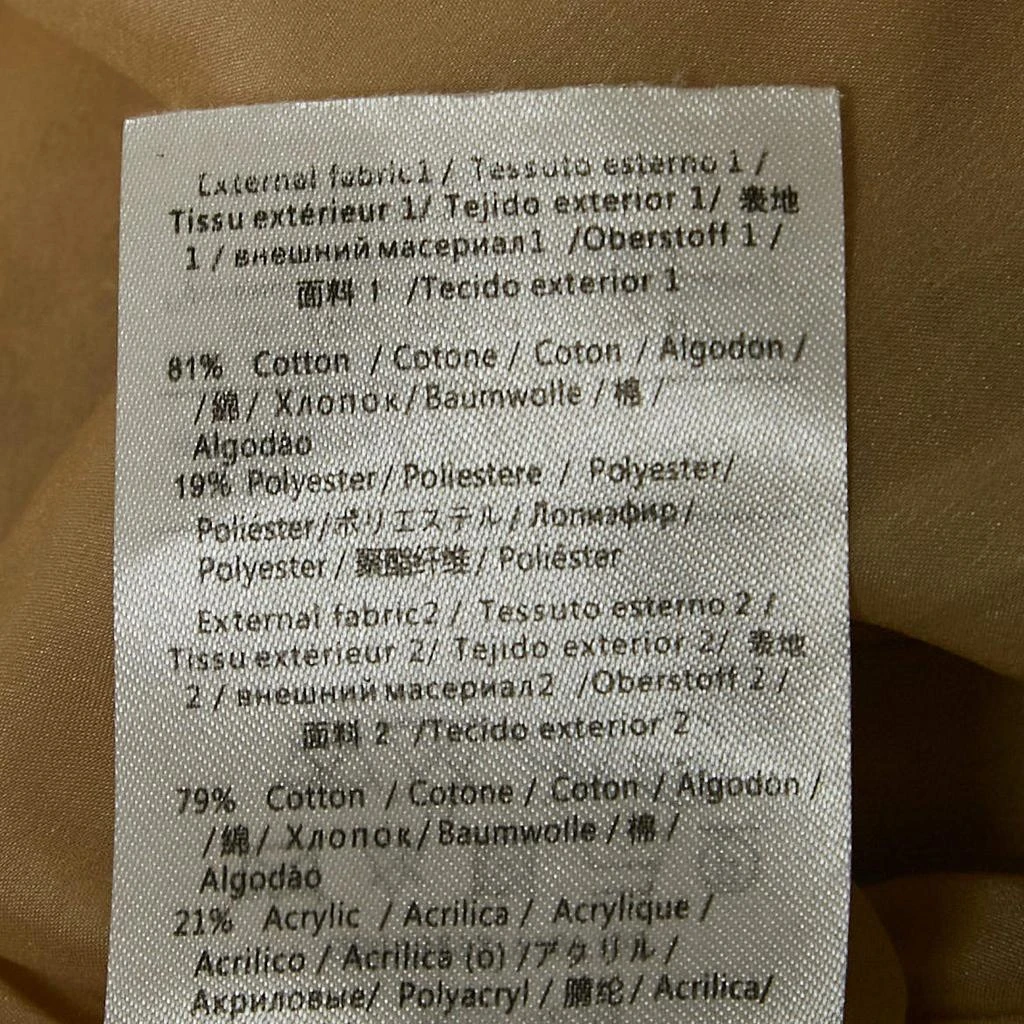 External fabric1 / Tessuto esterno 1 /
Tissu extérieur 1/ Tejido exterior 1/ 表地
1 / внешний масериал1 /Oberstoff 1 /
面料 1 /Tecido exterior 1
81% Cotton / Cotone / Coton / Algodon /
/綿/ Хлопок/Baumwolle / 棉 /
Algodão
19% Polyester/ Poliestere / Polyester/
Poliester/ポリエステル/Лопиэфир/
Polyester / 聚酯纤维 / Poliéster
External fabric2 / Tessuto esterno 2 /
Tissu exterieur 2/ Tejido exterior 2/ 表地
2 / внешний масериал2 /Oberstoff 2 /
面料 2 /Tecido exterior 2
79% Cotton / Cotone / Coton / Algodon /
/綿/ Хлопок/Baumwolle / 棉 /
Algodão
21% Acrylic / Acrilica / Acrylique /
Acrilico / Acrilica (o) /アクリル /
Акриловые/ Polyacryl / 腈纶/ Acrilica/